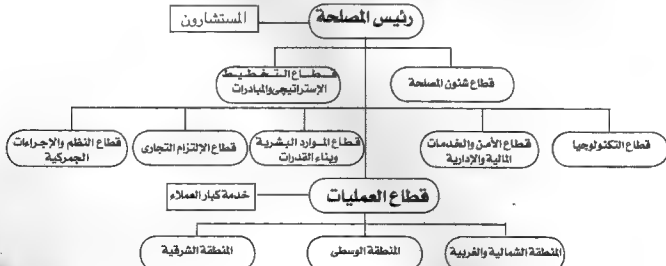 رئيس المصلحة
المستشارون
قطاع شئون المصلحة
قطاع التخطيط
الإستراتيجى والمبادرات
قطاع التكنولوجيا
قطاع الأمن والخدمات
المالية والإدارية
قطاع الموارد البشرية
وبناء القدرات
قطاع الإلتزام التجارى
قطاع النظم والإجراءات
الجمركية
قطاع العمليات
خدمة كبار العملاء
المنطقة الشمالية والغربية
المنطقة الوسطى
المنطقة الشرقية